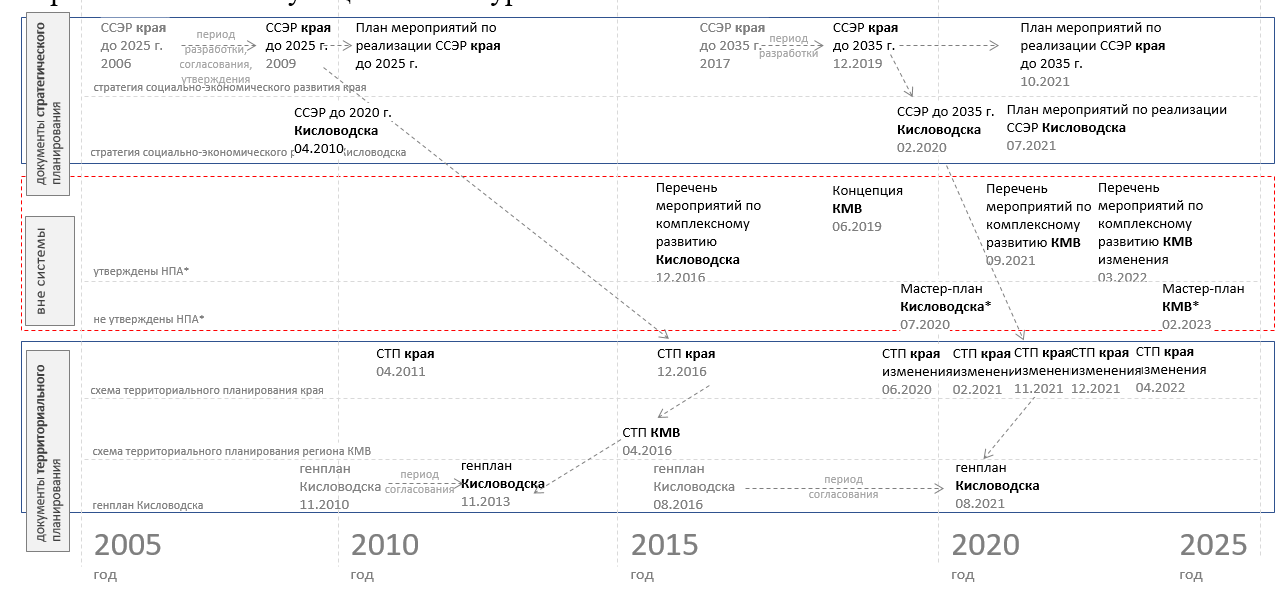 документы стратегического
планирования
ССЭР края
до 2025 г.
2006
период
разработки,
согласования,
утверждения
ССЭР края
до 2025 г.
2009
План мероприятий по
реализации ССЭР края
до 2025 г.
ССЭР края
до 2035 г.
2017
период
разработки
ССЭР края
до 2035 г.
12.2019
План мероприятий по
реализации ССЭР края
до 2035 г.
10.2021
стратегия социально-экономического развития края
ССЭР до 2020 г.
Кисловодска
04.2010
ССЭР до 2035 г.
Кисловодска
02.2020
План мероприятий по реализации
ССЭР Кисловодска
07.2021
стратегия социально-экономического Кисловодска
вне системы
Перечень
мероприятий по
комплексному
развитию
Кисловодска
12.2016
Концепция
КМВ
06.2019
Перечень
мероприятий по
комплексному
развитию КМВ
09.2021
Перечень
мероприятий по
комплексному
развитию КМВ
изменения
03.2022
утверждены НПА*
Мастер-план
Кисловодска*
07.2020
Мастер-план
КМВ*
02.2023
не утверждены НПА*
документы территориального
планирования
СТП края
04.2011
СТП края
12.2016
СТП края
изменения
06.2020
СТП края
изменения
02.2021
СТП края
изменения
11.2021
СТП края
изменения
12.2021
СТП края
изменения
04.2022
схема территориального планирования края
СТП КМВ
04.2016
схема территориального планирования региона КМВ
генплан
Кисловодска
11.2010
период
согласования
генплан
Кисловодска
11.2013
генплан
Кисловодска
08.2016
период
согласования
генплан
Кисловодска
08.2021
генплан Кисловодска
2005
год
2010
год
2015
год
2020
год
2025
год